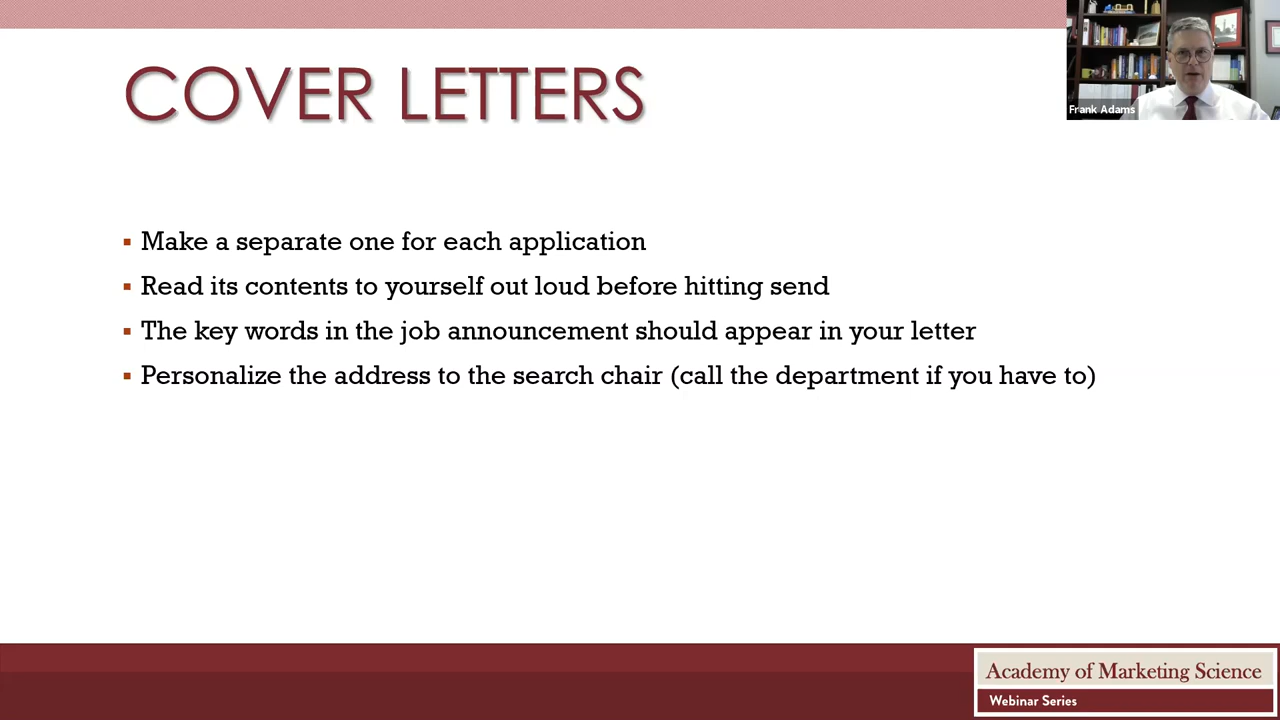 COVER LETTERS
Frank Adams
Make a separate one for each application
Read its contents to yourself out loud before hitting send
The key words in the job announcement should appear in your letter
Personalize the address to the search chair (call the department if you have to)
Academy of Marketing Science
Webinar Series